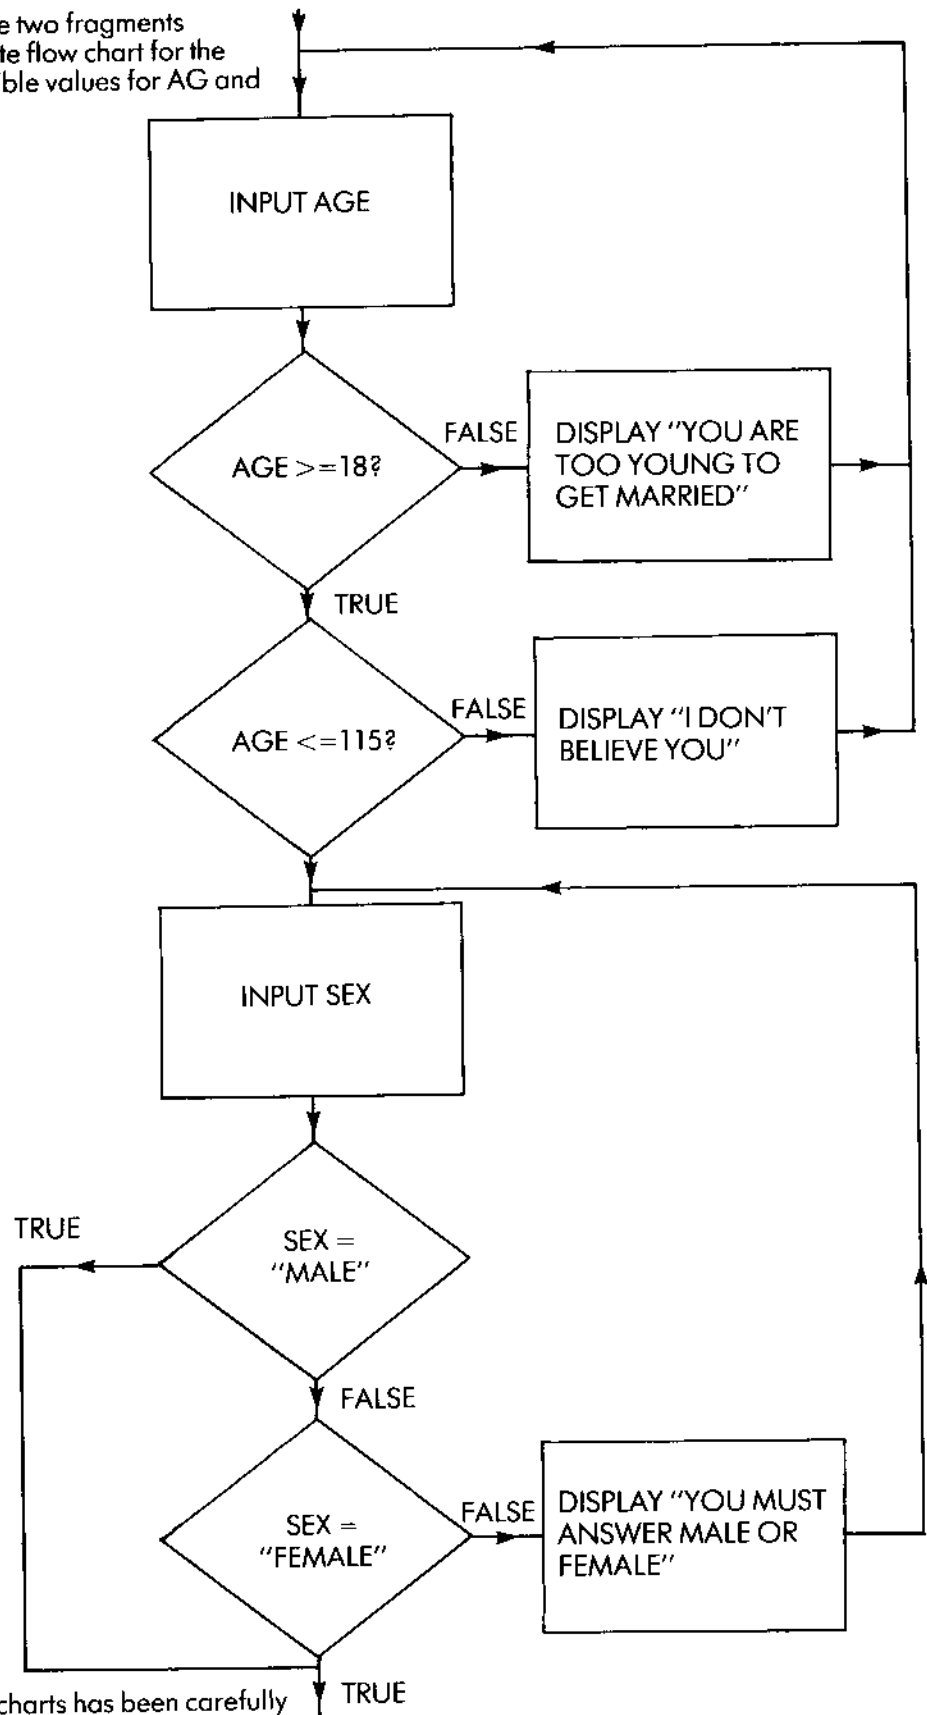 e two fragments
te flow chart for the
ible values for AG and
INPUT AGE
AGE >=18?
FALSE
DISPLAY "YOU ARE
TOO YOUNG TO
GET MARRIED"
TRUE
AGE <=115?
FALSE
DISPLAY "I DON'T
BELIEVE YOU"
INPUT SEX
TRUE
SEX =
"MALE"
FALSE
SEX =
"FEMALE"
FALSE
DISPLAY "YOU MUST
ANSWER MALE OR
FEMALE"
TRUE
charts has been carefully